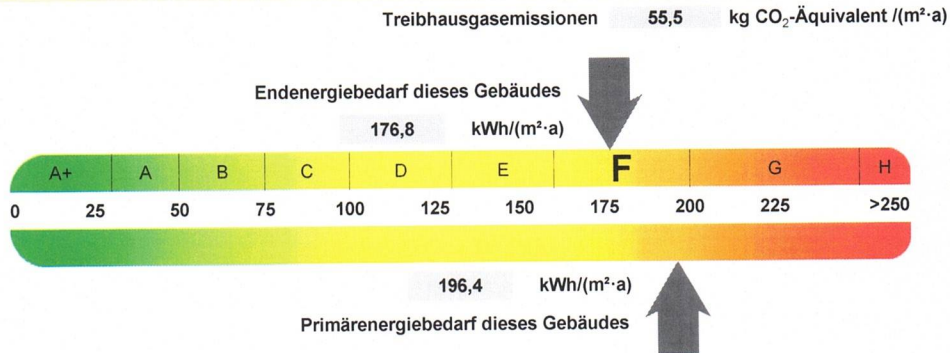 Treibhausgasemissionen 55,5 kg CO₂-Äquivalent /(m²·a)
Endenergiebedarf dieses Gebäudes
176,8 kWh/(m²·a)
A+ A B C D E F G H
0 25 50 75 100 125 150 175 200 225 >250
196,4 kWh/(m²·a)
Primärenergiebedarf dieses Gebäudes